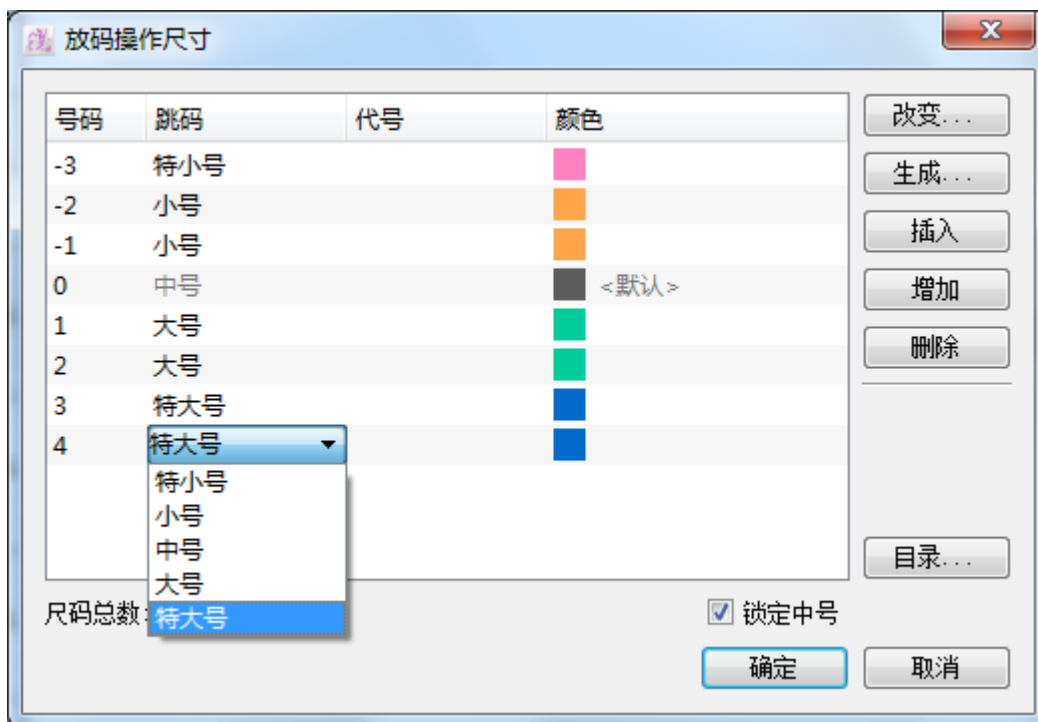 放码操作尺寸
号码 跳码 代号 颜色
-3 特小号
-2 小号
-1 小号
0 中号 <默认>
1 大号
2 大号
3 特大号
4 特大号
特小号
小号
中号
大号
特大号
改变...
生成...
插入
增加
删除
目录...
尺码总数:
锁定中号
确定 取消